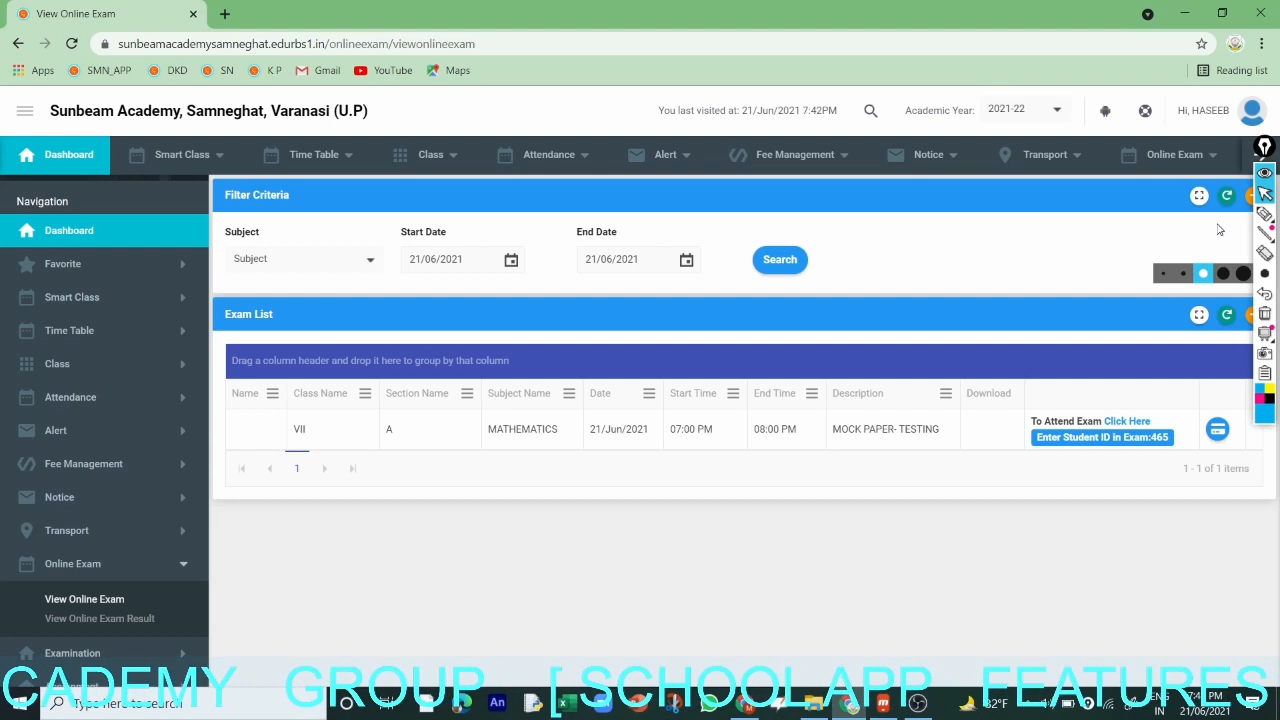 View Online Exam
sunbeamacademysamneghat.edurbs1.in/onlineexam/viewonlineexam
Apps SMN_APP DKD SN K P Gmail YouTube Maps Reading list
Sunbeam Academy, Samneghat, Varanasi (U.P) You last visited at: 21/Jun/2021 7:42PM Academic Year: 2021-22 Hi, HASEEB
Dashboard Smart Class Time Table Class Attendance Alert Fee Management Notice Transport Online Exam
Navigation
Dashboard
Favorite
Smart Class
Time Table
Class
Attendance
Alert
Fee Management
Notice
Transport
Online Exam
View Online Exam
View Online Exam Result
Examination
Filter Criteria
Subject Start Date End Date
Subject 21/06/2021 21/06/2021 Search
Exam List
Drag a column header and drop it here to group by that column
Name Class Name Section Name Subject Name Date Start Time End Time Description Download
VII A MATHEMATICS 21/Jun/2021 07:00 PM 08:00 PM MOCK PAPER- TESTING To Attend Exam Click Here
Enter Student ID in Exam:465
1 1 - 1 of 1 items
CADEMY GROUP [SCHOOL APP FEATURES
Type here to search An 32°F ENG PM
IN 21/06/2021